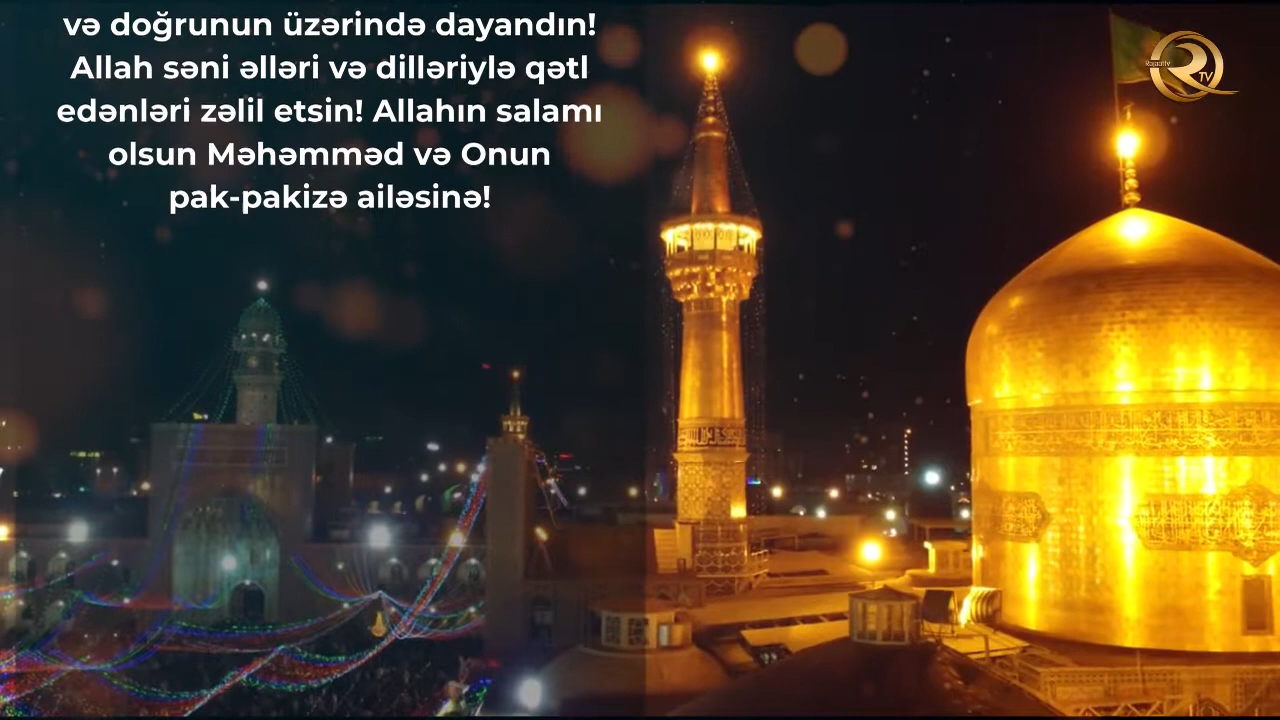 və doğrunun üzərində dayandın!
Allah səni əlləri və dilləriylə qətl
edənləri zəlil etsin! Allahın salamı
olsun Məhəmməd və Onun
pak-pakizə ailəsinə!
TV